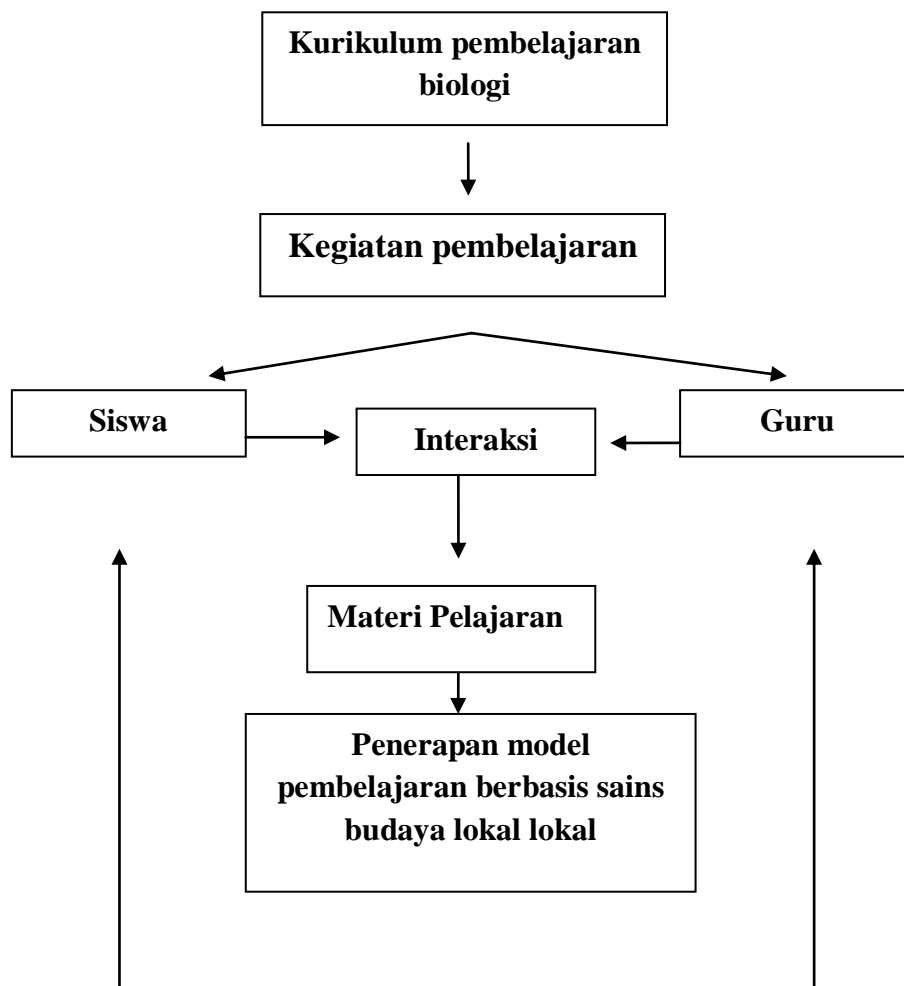 Kurikulum pembelajaran
biologi
Kegiatan pembelajaran
Siswa
Interaksi
Guru
Materi Pelajaran
Penerapan model
pembelajaran berbasis sains
budaya lokal lokal